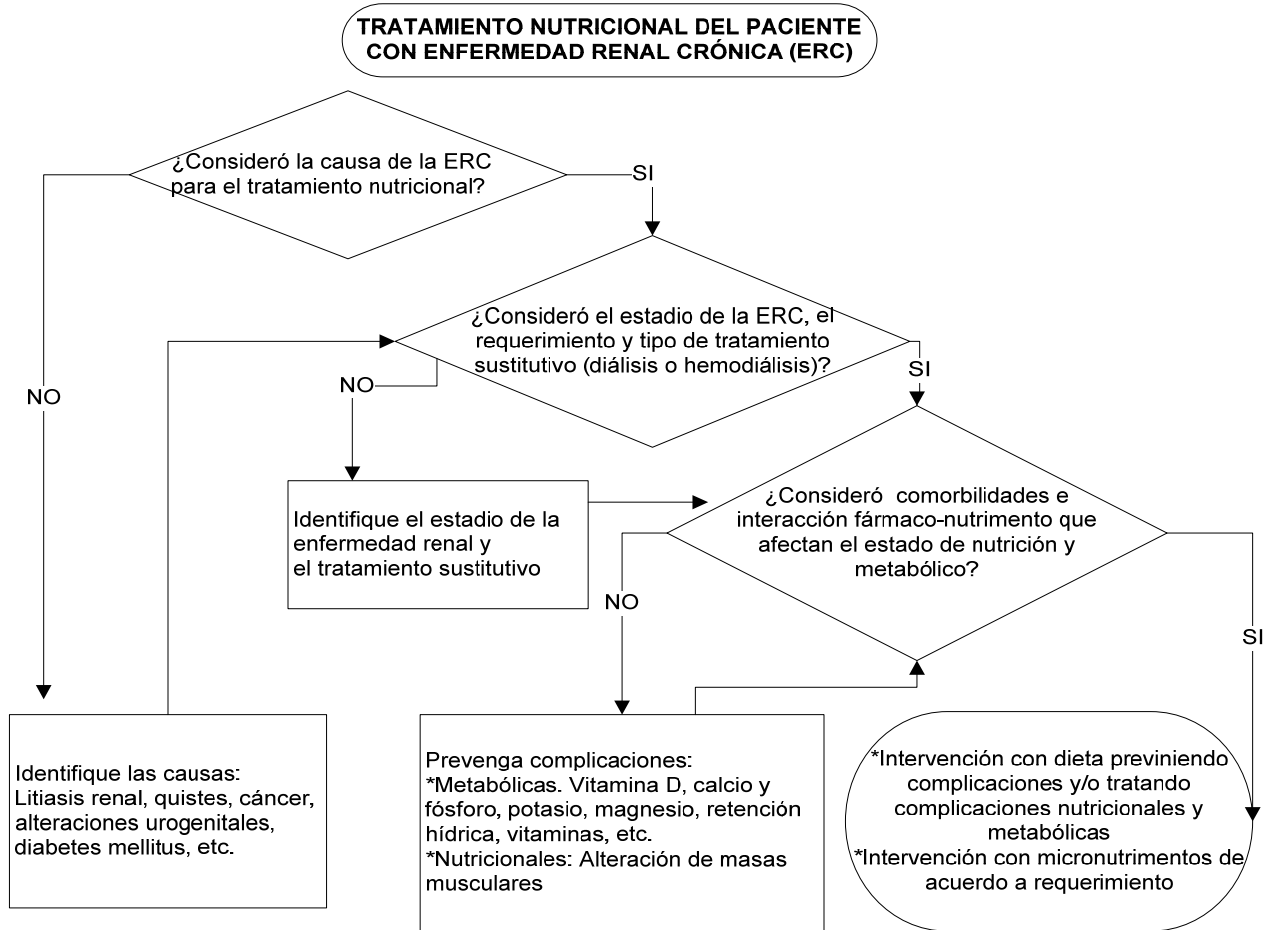 TRATAMIENTO NUTRICIONAL DEL PACIENTE
CON ENFERMEDAD RENAL CRÓNICA (ERC)
¿Consideró la causa de la ERC
para el tratamiento nutricional?
SI
NO
¿Consideró el estadio de la ERC, el
requerimiento y tipo de tratamiento
sustitutivo (diálisis o hemodiálisis)?
SI
NO
Identifique el estadio de la
enfermedad renal y
el tratamiento sustitutivo
¿Consideró comorbilidades e
interacción fármaco-nutrimento que
afectan el estado de nutrición y
metabólico?
NO
SI
Identifique las causas:
Litiasis renal, quistes, cáncer,
alteraciones urogenitales,
diabetes mellitus, etc.
Prevenga complicaciones:
*Metabólicas. Vitamina D, calcio y
fósforo, potasio, magnesio, retención
hídrica, vitaminas, etc.
*Nutricionales: Alteración de masas
musculares
*Intervención con dieta previniendo
complicaciones y/o tratando
complicaciones nutricionales y
metabólicas
*Intervención con micronutrimentos de
acuerdo a requerimiento